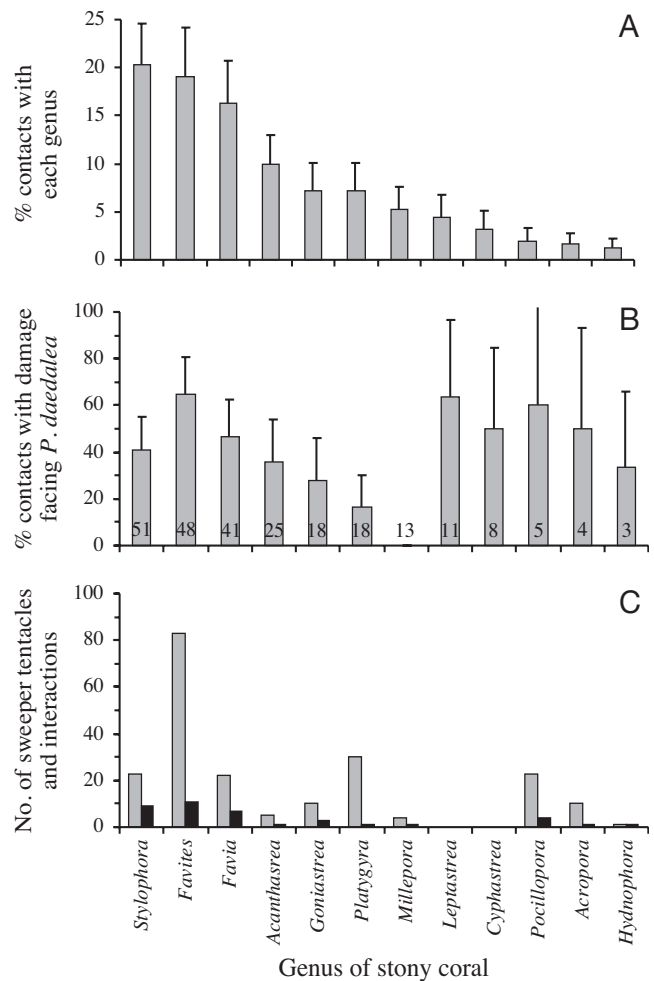 A
% contacts with
each genus
25
20
15
10
5
0
B
% contacts with damage
facing P. daedalea
100
80
60
40
20
0
51 48 41 25 18 18 13 11 8 5 4 3
C
No. of sweeper tentacles
and interactions
100
80
60
40
20
0
Stylophora
Favites
Favia
Acanthasrea
Goniastrea
Platygyra
Millepora
Leptastrea
Cyphastrea
Pocillopora
Acropora
Hydnophora
Genus of stony coral